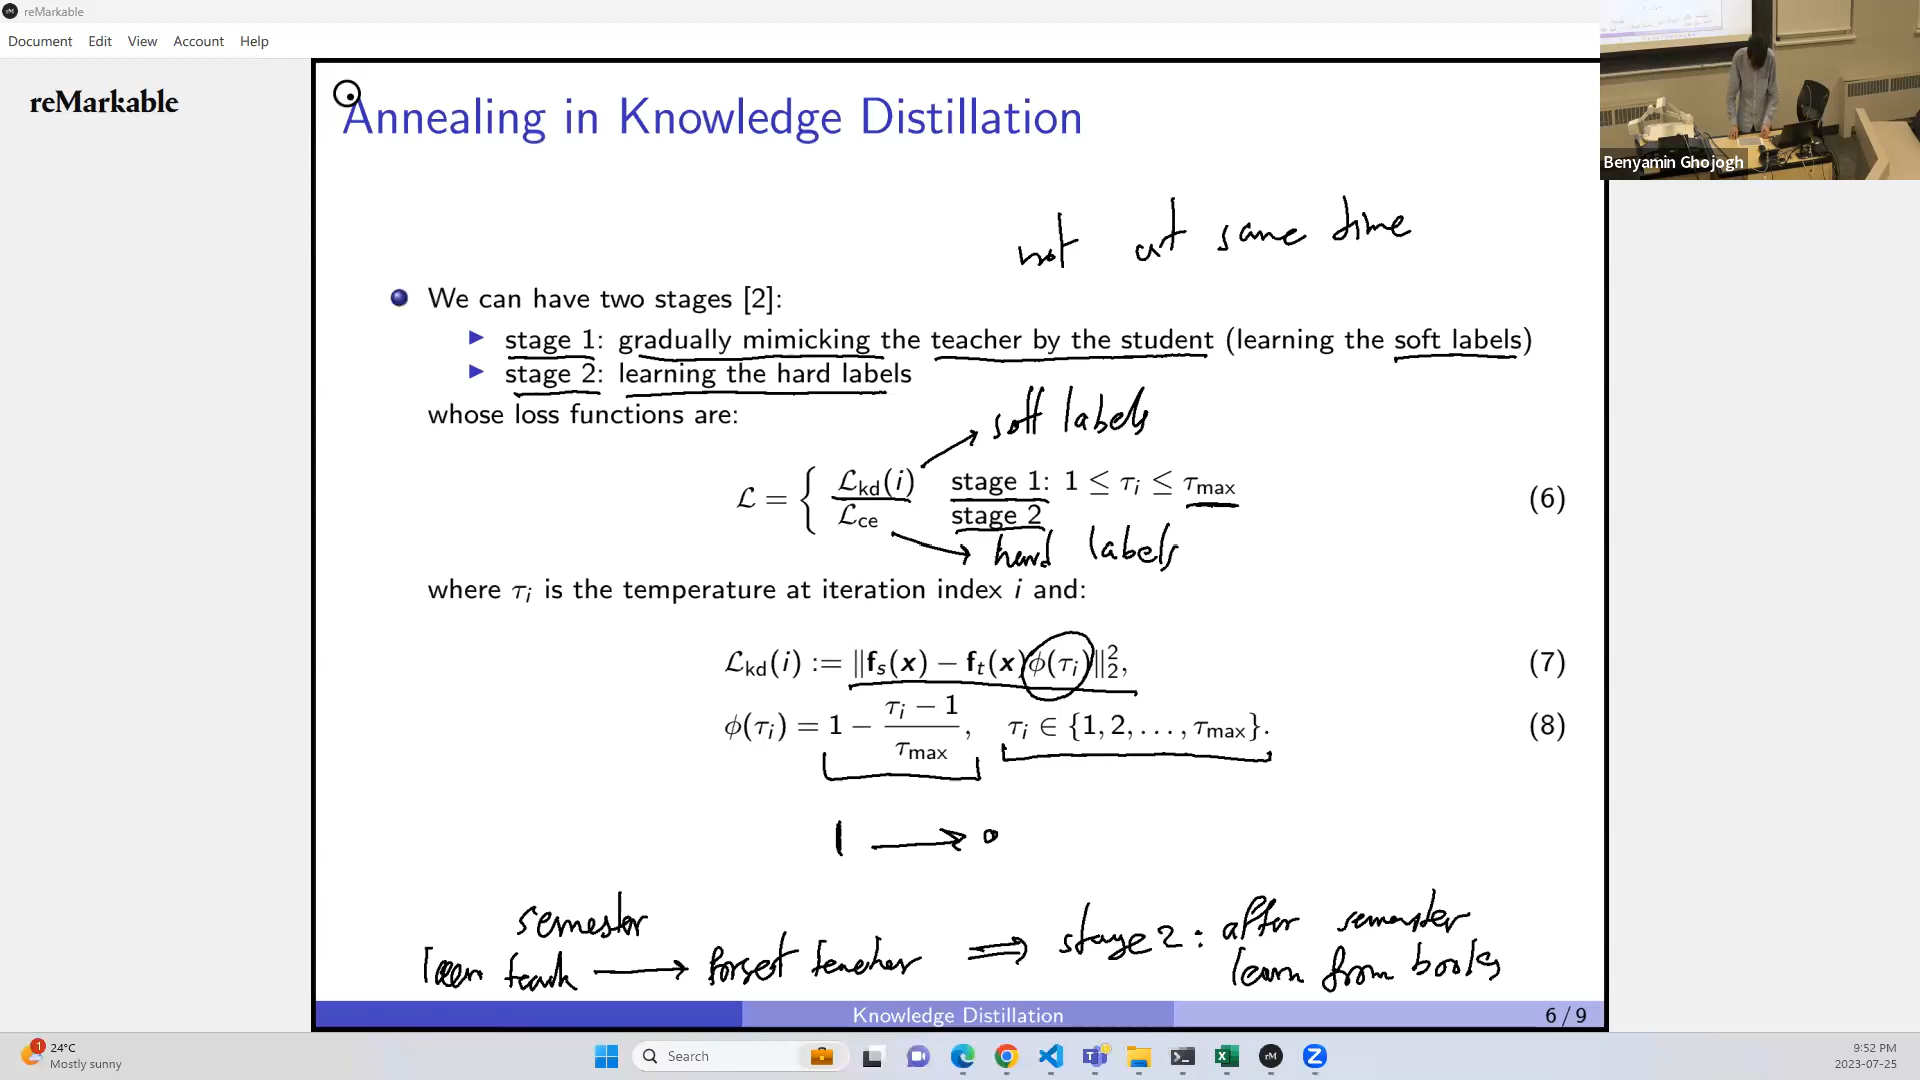 reMarkable
Document Edit View Account Help
reMarkable
Annealing in Knowledge Distillation
not at same time
We can have two stages [2]:
stage 1: gradually mimicking the teacher by the student (learning the soft labels)
stage 2: learning the hard labels
whose loss functions are:
soft labels
ℒ = { ℒkd(i) stage 1: 1 ≤ τi ≤ τmax
ℒce stage 2 (6)
hard labels
where τi is the temperature at iteration index i and:
ℒkd(i) := ‖fs(x) − ft(x)ϕ(τi)‖²₂, (7)
ϕ(τi) = 1 − (τi − 1)/τmax, τi ∈ {1, 2, . . . , τmax}. (8)
1 → 0
semester
learn → forget teacher ⇒ stage 2: after semester
learn from books
Knowledge Distillation 6 / 9
Benyamin Ghojogh
1
24°C
Mostly sunny
Search
9:52 PM
2023-07-25